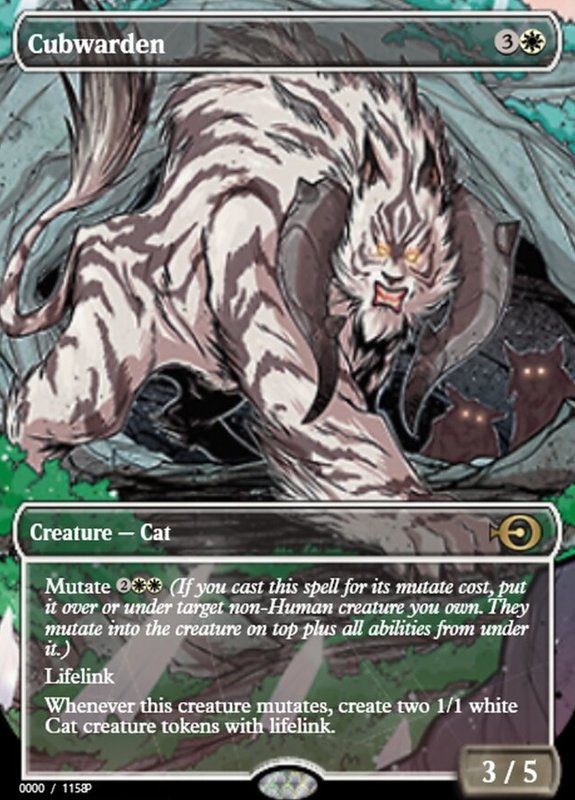 Cubwarden 3
Creature — Cat
Mutate 2 (If you cast this spell for its mutate cost, put
it over or under target non-Human creature you own. They
mutate into the creature on top plus all abilities from under
it.)
Lifelink
Whenever this creature mutates, create two 1/1 white
Cat creature tokens with lifelink.
3 / 5
0000 / 1158P